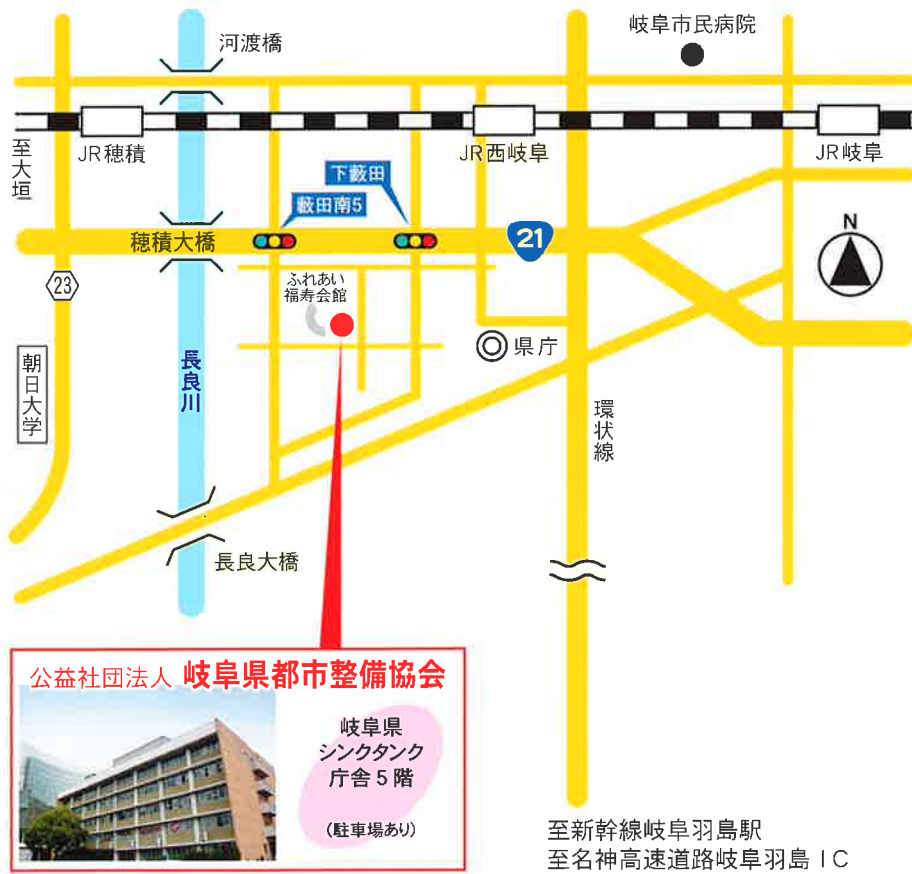 岐阜市民病院
河渡橋
JR穂積
JR西岐阜
JR岐阜
至大垣
下藪田
藪田南5
N
穂積大橋
21
23
ふれあい
福寿会館
県庁
朝日大学
長良川
環状線
長良大橋
公益社団法人 岐阜県都市整備協会
岐阜県
シンクタンク
庁舎5階
(駐車場あり)
至新幹線岐阜羽島駅
至名神高速道路岐阜羽島IC